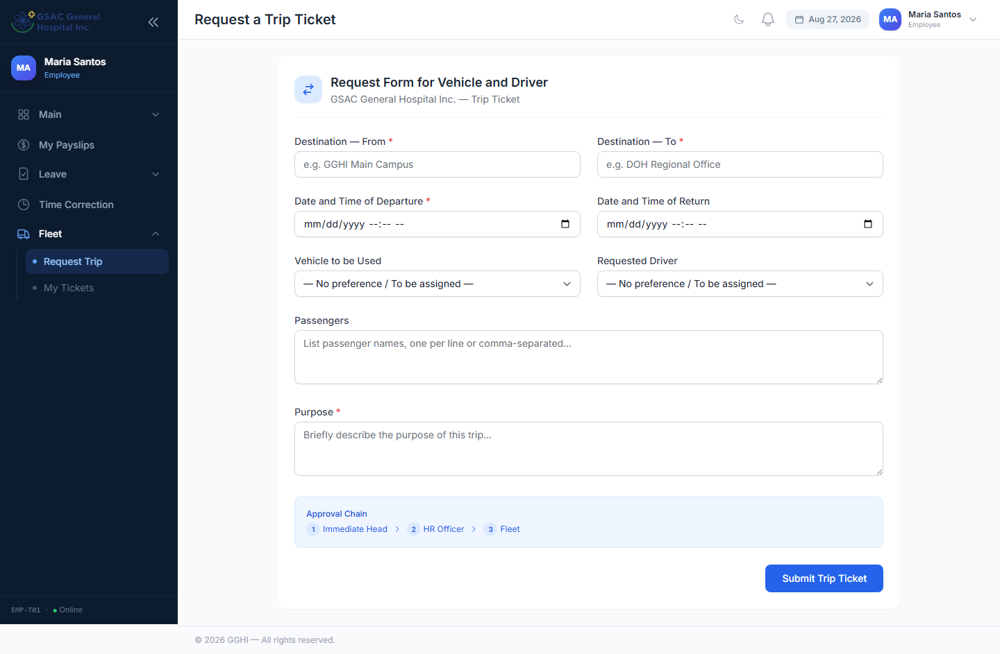 GSAC General
Hospital Inc.
MA
Maria Santos
Employee
Main
My Payslips
Leave
Time Correction
Fleet
Request Trip
My Tickets
EMP-T01 · Online
Request a Trip Ticket
Aug 27, 2026
MA
Maria Santos
Employee
Request Form for Vehicle and Driver
GSAC General Hospital Inc. — Trip Ticket
Destination — From *
e.g. GGHI Main Campus
Destination — To *
e.g. DOH Regional Office
Date and Time of Departure *
mm/dd/yyyy --:-- --
Date and Time of Return
mm/dd/yyyy --:-- --
Vehicle to be Used
— No preference / To be assigned —
Requested Driver
— No preference / To be assigned —
Passengers
List passenger names, one per line or comma-separated...
Purpose *
Briefly describe the purpose of this trip...
Approval Chain
1 Immediate Head > 2 HR Officer > 3 Fleet
Submit Trip Ticket
© 2026 GGHI — All rights reserved.